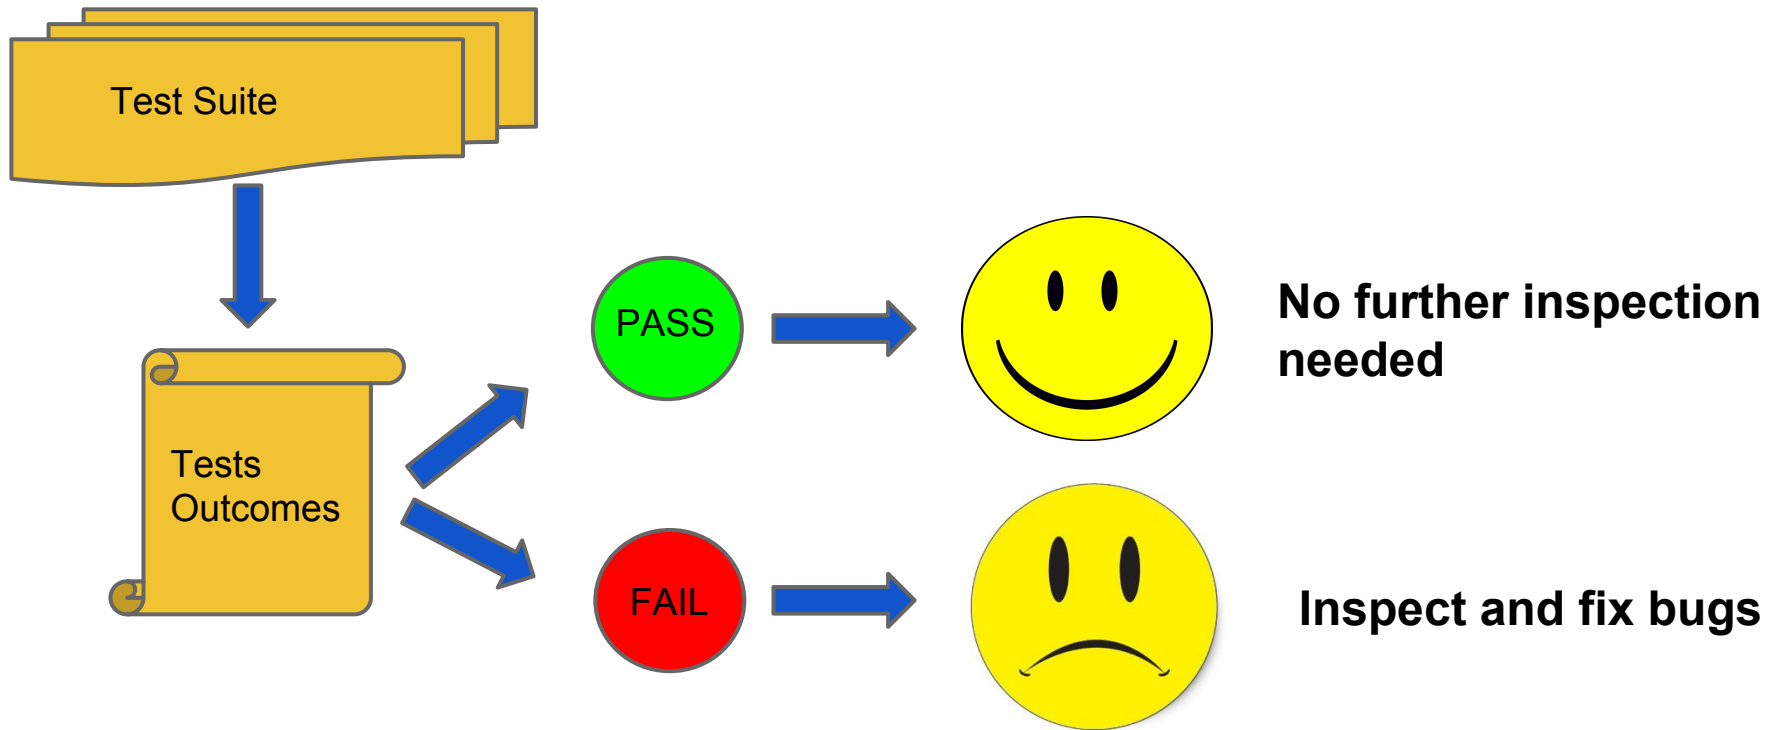 Test Suite
PASS
No further inspection
needed
Tests
Outcomes
FAIL
Inspect and fix bugs